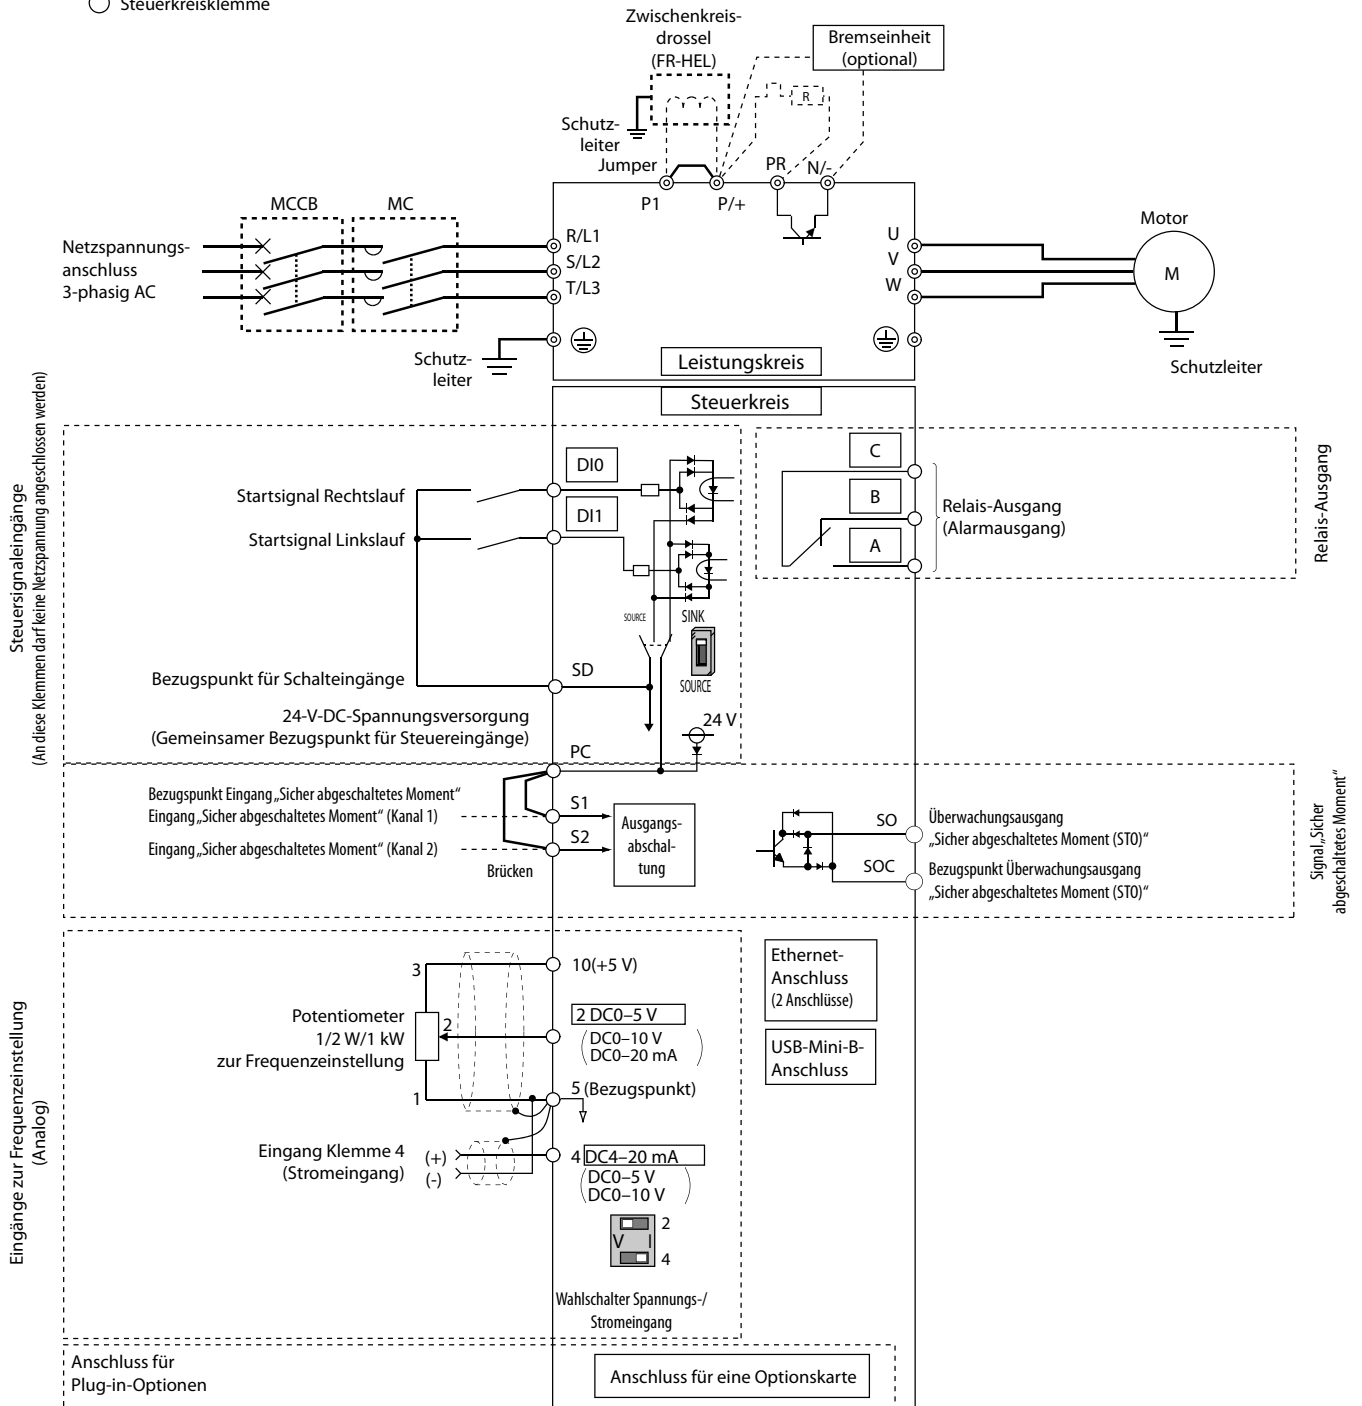 Steuerkreisklemme
Zwischenkreis-
drossel
(FR-HEL)
Bremseinheit
(optional)
R
Schutz-
leiter
Jumper
PR
N/-
P1
P/+
MCCB
MC
Netzspannungs-
anschluss
3-phasig AC
R/L1
S/L2
T/L3
U
V
W
Motor
M
Schutz-
leiter
Schutzleiter
Leistungskreis
Steuerkreis
Steuersignaleingänge
(An diese Klemmen darf keine Netzspannung angeschlossen werden)
DI0
Startsignal Rechtslauf
DI1
Startsignal Linkslauf
SOURCE
SINK
SOURCE
SD
Bezugspunkt für Schalteingänge
24-V-DC-Spannungsversorgung
(Gemeinsamer Bezugspunkt für Steuereingänge)
24 V
PC
C
B
A
Relais-Ausgang
(Alarmausgang)
Relais-Ausgang
Bezugspunkt Eingang „Sicher abgeschaltetes Moment“
Eingang „Sicher abgeschaltetes Moment“ (Kanal 1)
Eingang „Sicher abgeschaltetes Moment“ (Kanal 2)
Brücken
S1
S2
Ausgangs-
abschal-
tung
SO
SOC
Überwachungsausgang
„Sicher abgeschaltetes Moment (STO)“
Bezugspunkt Überwachungsausgang
„Sicher abgeschaltetes Moment (STO)“
Signal „Sicher
abgeschaltetes Moment“
Eingänge zur Frequenzeinstellung
(Analog)
3
10(+5 V)
Potentiometer
1/2 W/1 kW
zur Frequenzeinstellung
2
2 DC0–5 V
DC0–10 V
DC0–20 mA
1
5 (Bezugspunkt)
Eingang Klemme 4
(Stromeingang)
(+)
(-)
4 DC4–20 mA
DC0–5 V
DC0–10 V
2
V I
4
Wahlschalter Spannungs-/
Stromeingang
Ethernet-
Anschluss
(2 Anschlüsse)
USB-Mini-B-
Anschluss
Anschluss für
Plug-in-Optionen
Anschluss für eine Optionskarte